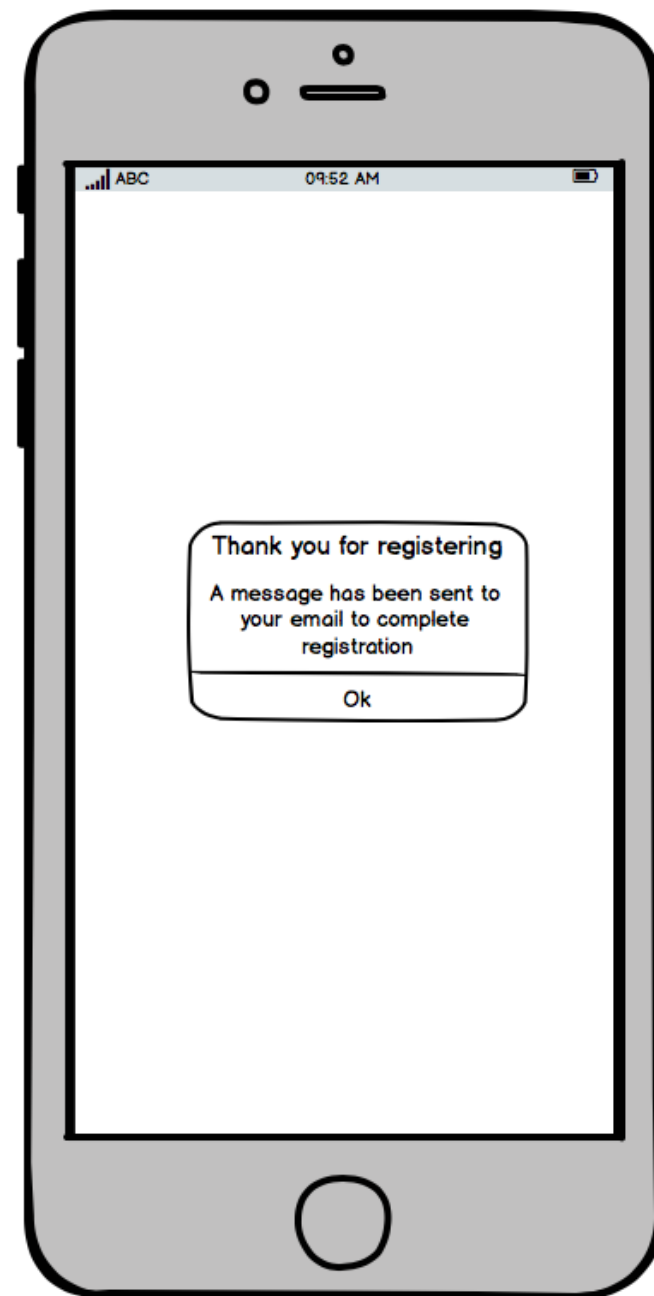 ABC 09:52 AM
Thank you for registering
A message has been sent to
your email to complete
registration
Ok